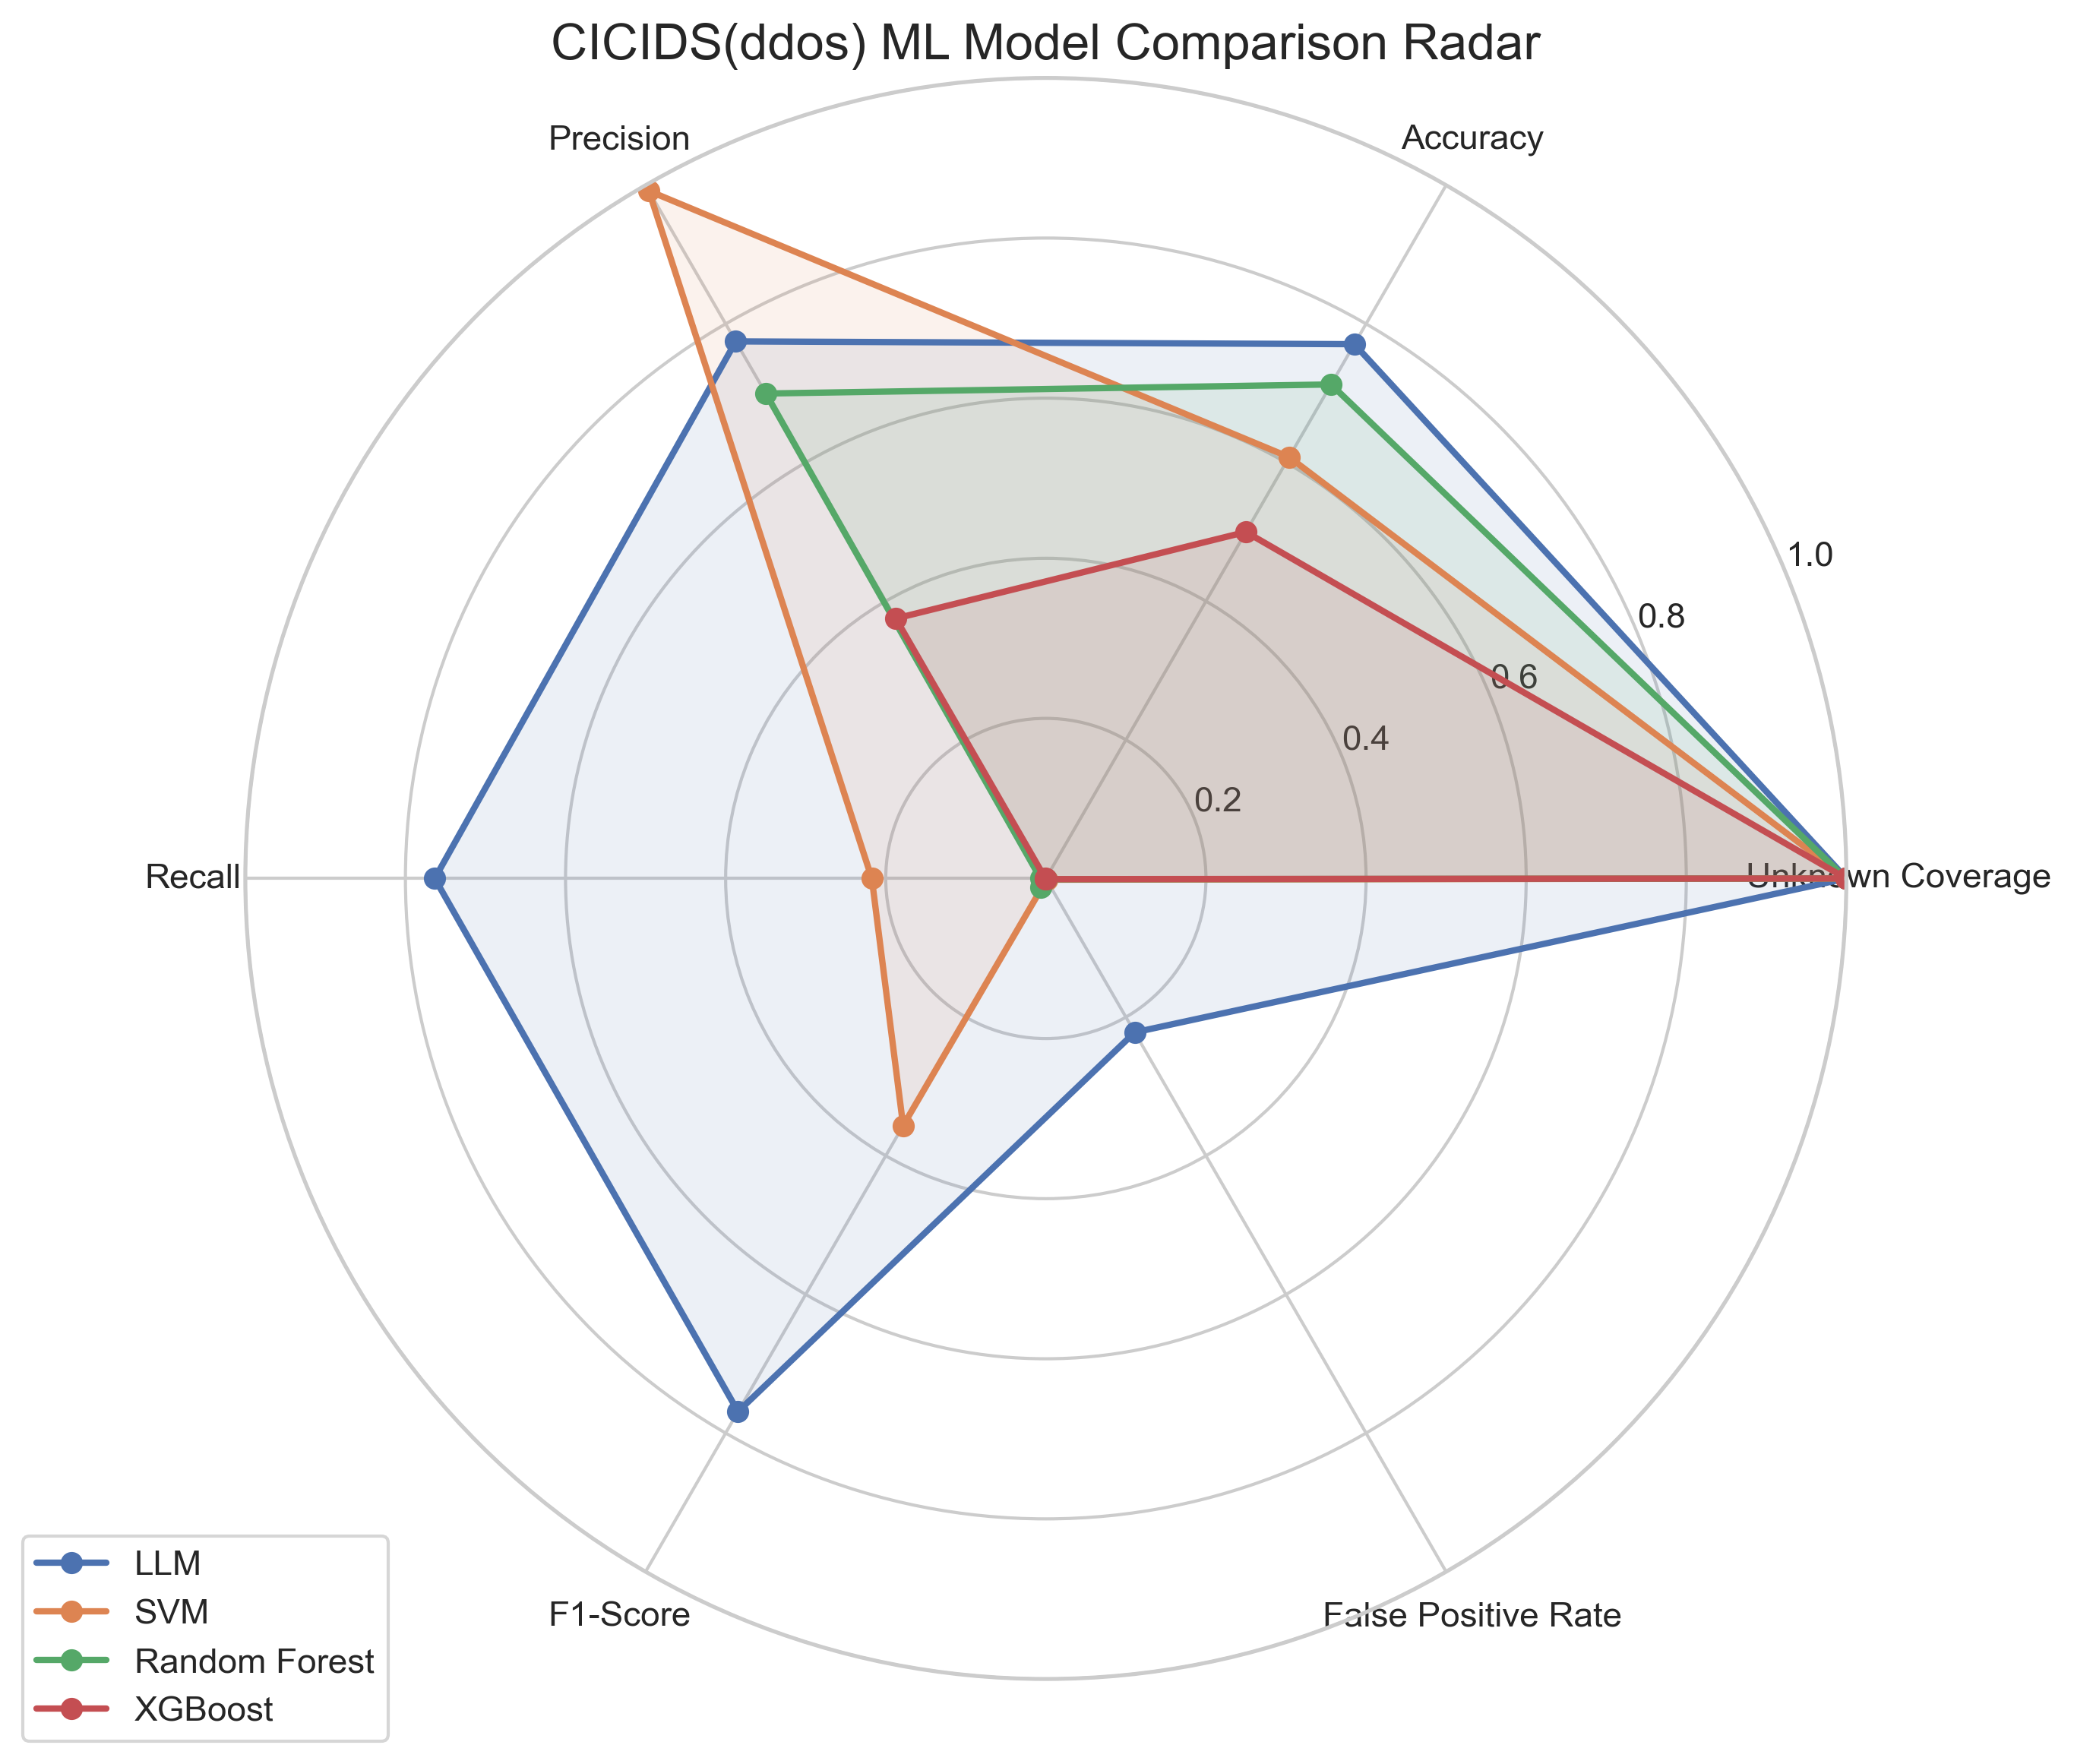 CICIDS(ddos) ML Model Comparison Radar
Precision
Accuracy
1.0
0.8
0.6
0.4
0.2
Recall
Unknown Coverage
F1-Score
False Positive Rate
LLM
SVM
Random Forest
XGBoost